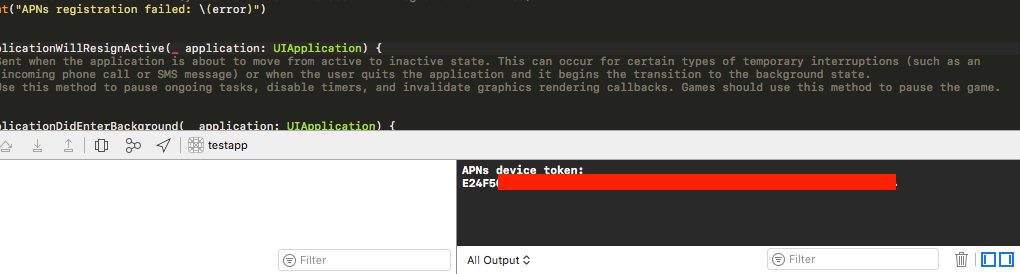 nt("APNs registration failed: \(error)")
plicationWillResignActive(_ application: UIApplication) {
Sent when the application is about to move from active to inactive state. This can occur for certain types of temporary interruptions (such as an
incoming phone call or SMS message) or when the user quits the application and it begins the transition to the background state.
Use this method to pause ongoing tasks, disable timers, and invalidate graphics rendering callbacks. Games should use this method to pause the game.
plicationDidEnterBackground(_ application: UIApplication) {
testapp
APNs device token:
E24F5
Filter
All Output
Filter